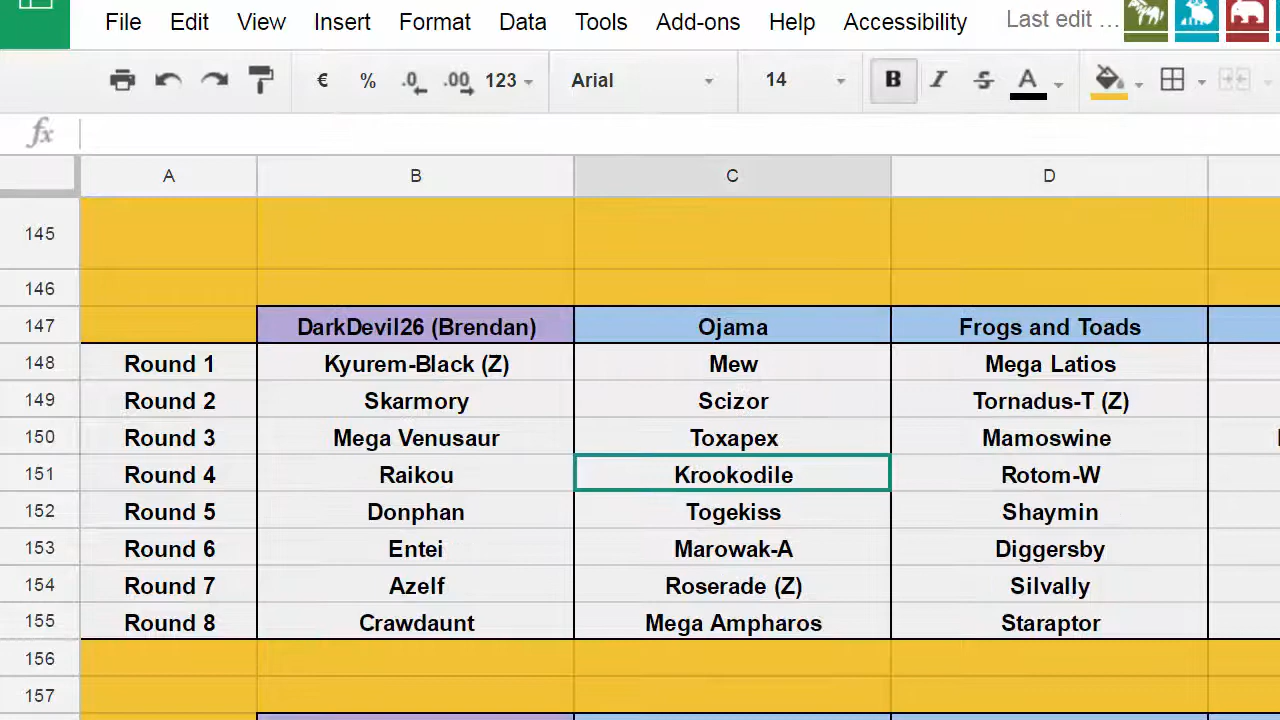 File Edit View Insert Format Data Tools Add-ons Help Accessibility Last edit ...
€ % .0 .00 123 Arial 14 B I S A
fx
A B C D
145
146
147 DarkDevil26 (Brendan) Ojama Frogs and Toads
148 Round 1 Kyurem-Black (Z) Mew Mega Latios
149 Round 2 Skarmory Scizor Tornadus-T (Z)
150 Round 3 Mega Venusaur Toxapex Mamoswine
151 Round 4 Raikou Krookodile Rotom-W
152 Round 5 Donphan Togekiss Shaymin
153 Round 6 Entei Marowak-A Diggersby
154 Round 7 Azelf Roserade (Z) Silvally
155 Round 8 Crawdaunt Mega Ampharos Staraptor
156
157